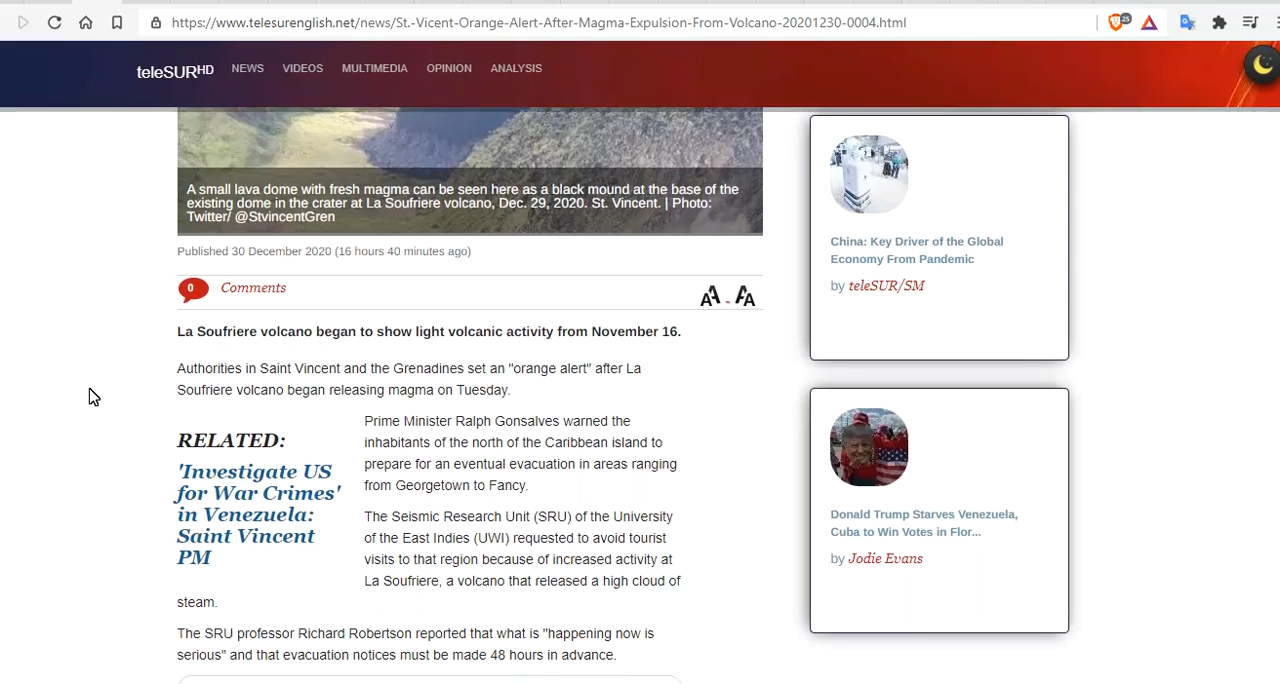 https://www.telesurenglish.net/news/St.-Vicent-Orange-Alert-After-Magma-Expulsion-From-Volcano-20201230-0004.html
25
teleSURHD
NEWS
VIDEOS
MULTIMEDIA
OPINION
ANALYSIS
A small lava dome with fresh magma can be seen here as a black mound at the base of the
existing dome in the crater at La Soufriere volcano, Dec. 29, 2020. St. Vincent. | Photo:
Twitter/ @StvincentGren
Published 30 December 2020 (16 hours 40 minutes ago)
0
Comments
AA - AA
La Soufriere volcano began to show light volcanic activity from November 16.
Authorities in Saint Vincent and the Grenadines set an "orange alert" after La
Soufriere volcano began releasing magma on Tuesday.
RELATED:
'Investigate US
for War Crimes'
in Venezuela:
Saint Vincent
PM
Prime Minister Ralph Gonsalves warned the
inhabitants of the north of the Caribbean island to
prepare for an eventual evacuation in areas ranging
from Georgetown to Fancy.
The Seismic Research Unit (SRU) of the University
of the East Indies (UWI) requested to avoid tourist
visits to that region because of increased activity at
La Soufriere, a volcano that released a high cloud of
steam.
The SRU professor Richard Robertson reported that what is "happening now is
serious" and that evacuation notices must be made 48 hours in advance.
China: Key Driver of the Global
Economy From Pandemic
by teleSUR/SM
Donald Trump Starves Venezuela,
Cuba to Win Votes in Flor...
by Jodie Evans